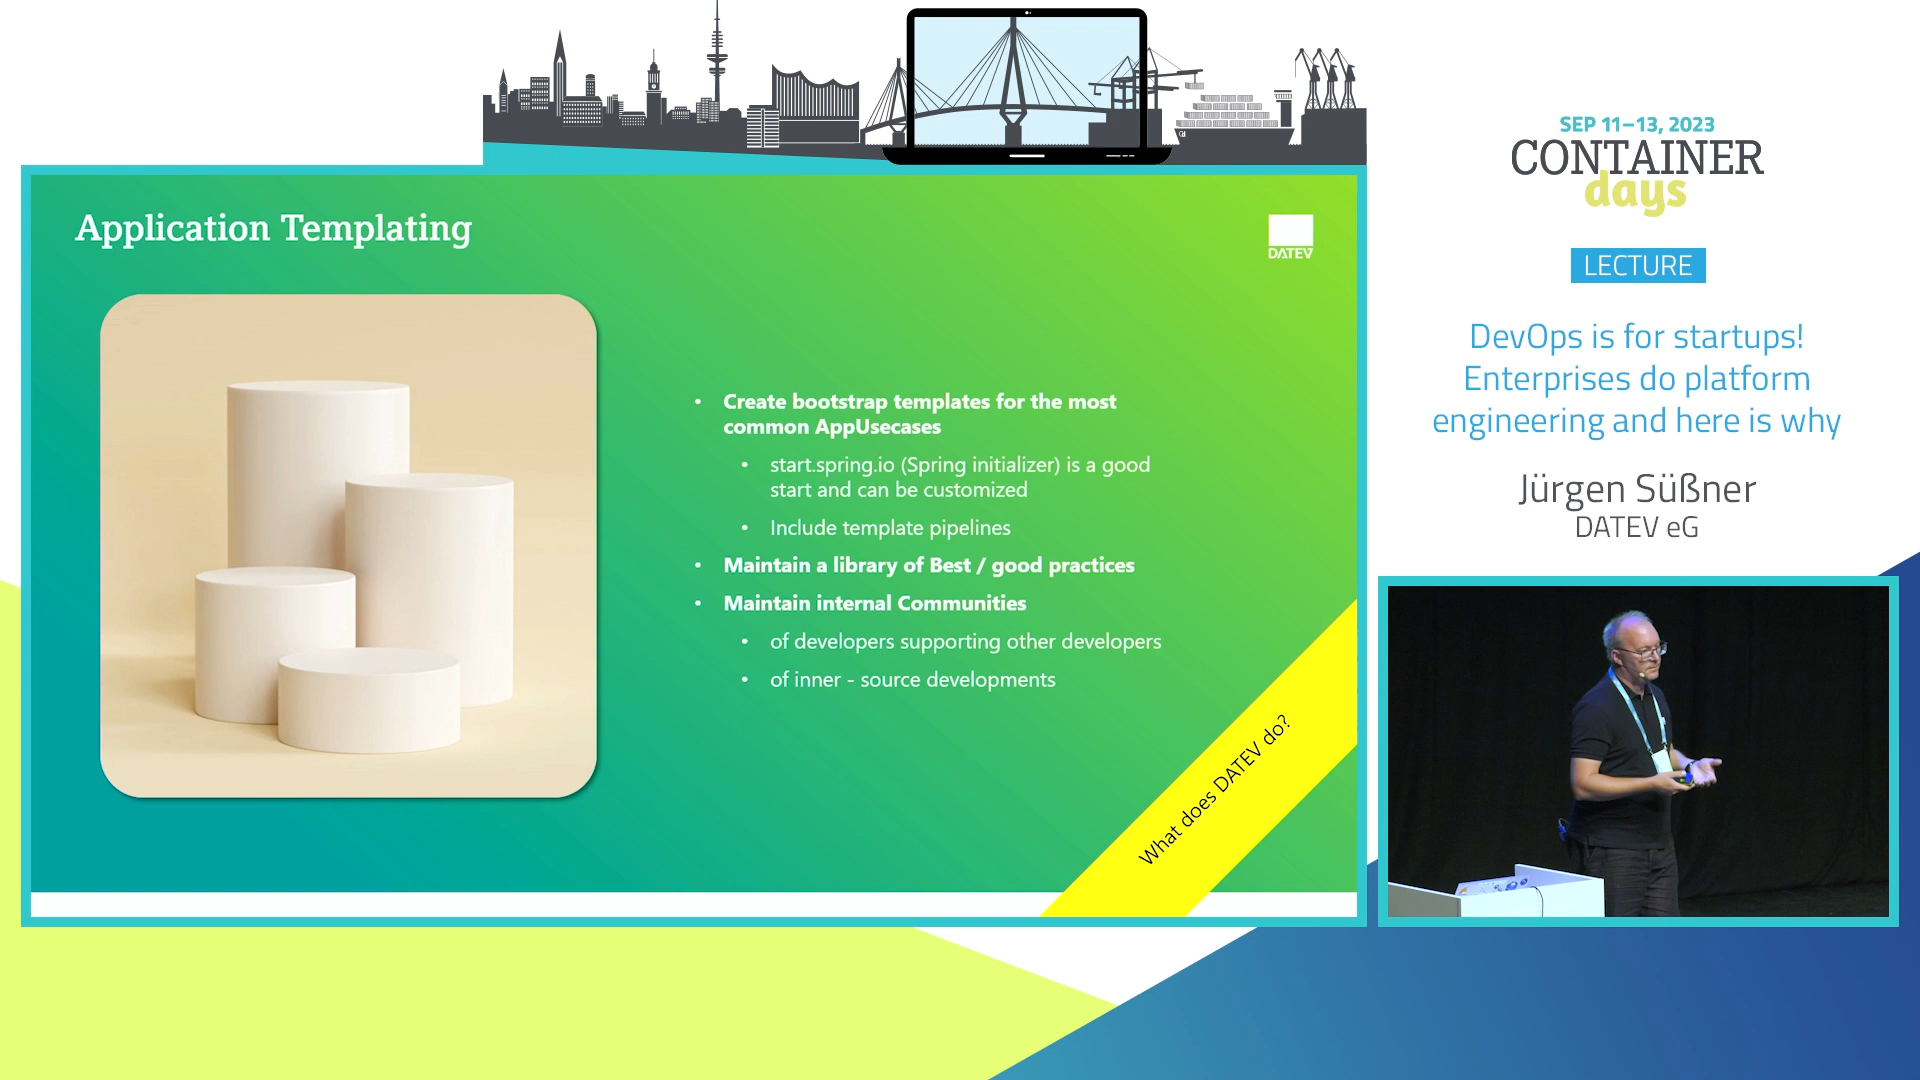 Application Templating
DATEV
• Create bootstrap templates for the most
common AppUsecases
• start.spring.io (Spring initializer) is a good
start and can be customized
• Include template pipelines
• Maintain a library of Best / good practices
• Maintain internal Communities
• of developers supporting other developers
• of inner - source developments
What does DATEV do?
SEP 11–13, 2023
CONTAINER
days
LECTURE
DevOps is for startups!
Enterprises do platform
engineering and here is why
Jürgen Süßner
DATEV eG